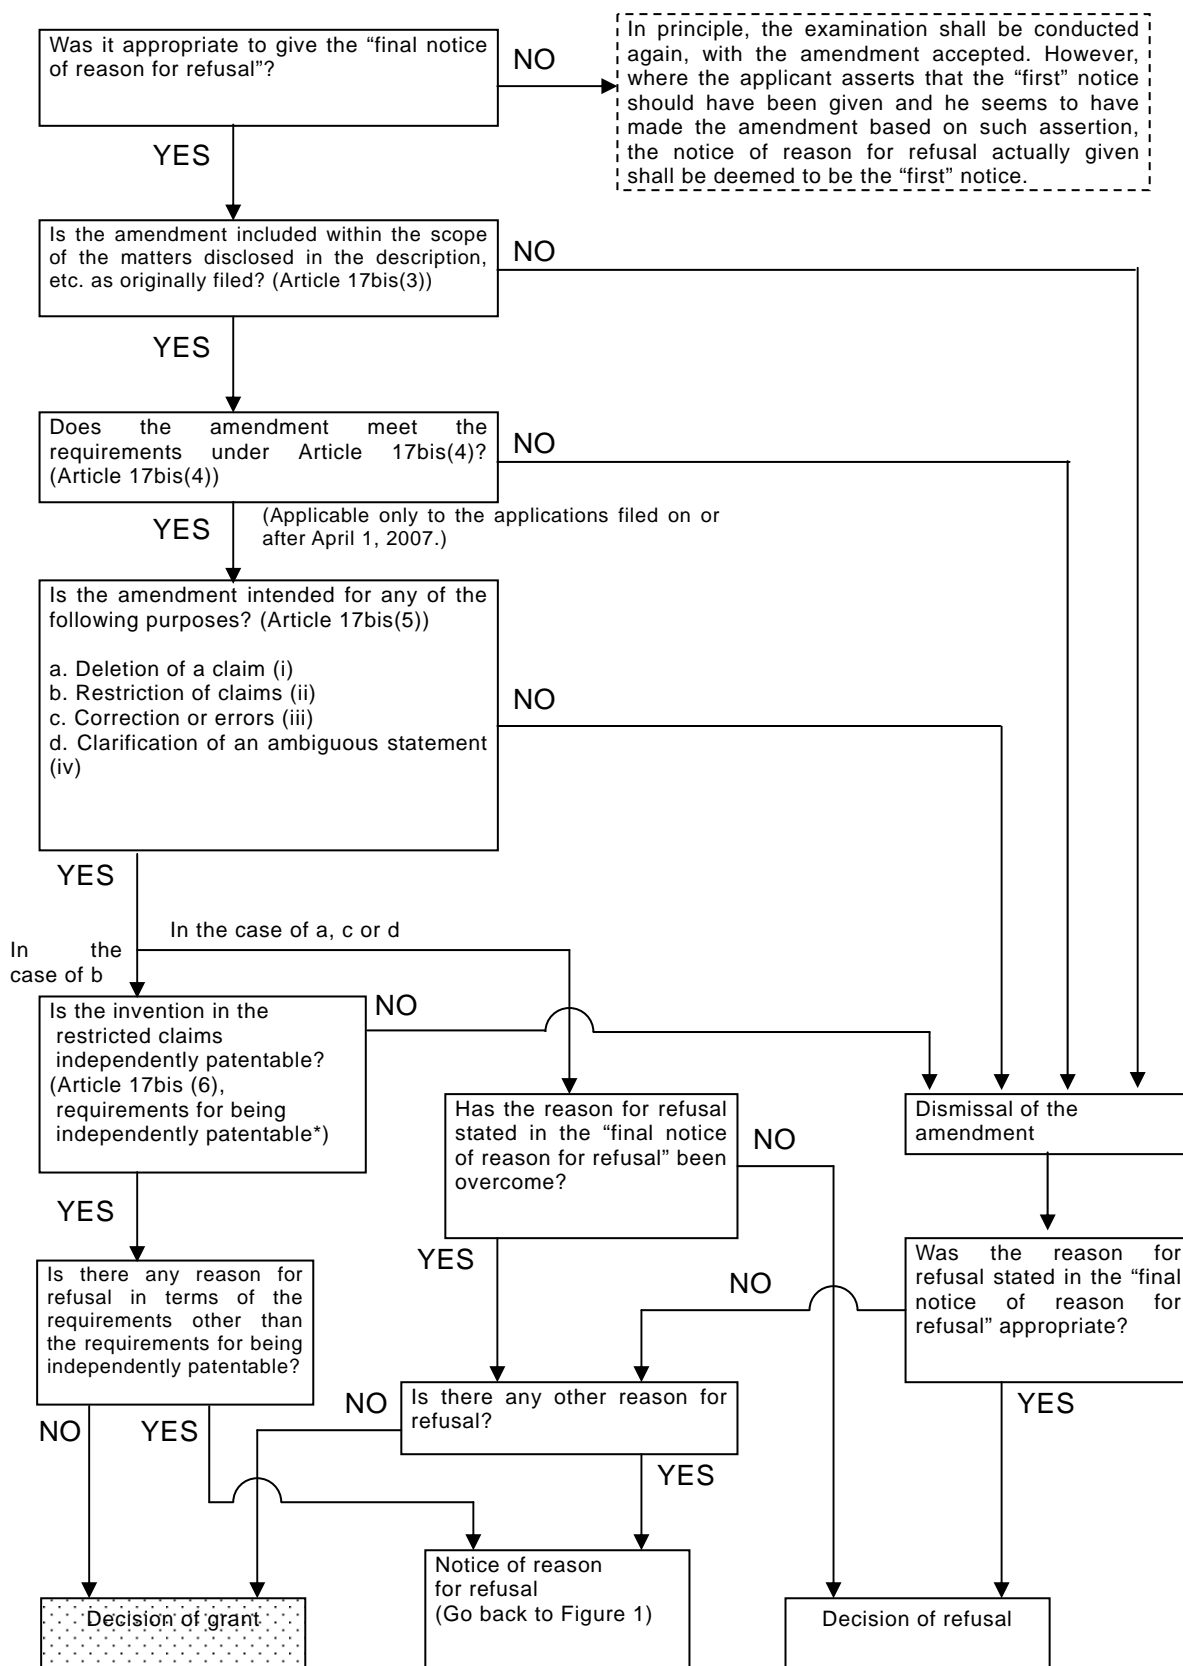 Was it appropriate to give the “final notice
of reason for refusal”?
NO
In principle, the examination shall be conducted
again, with the amendment accepted. However,
where the applicant asserts that the “first” notice
should have been given and he seems to have
made the amendment based on such assertion,
the notice of reason for refusal actually given
shall be deemed to be the “first” notice.
YES
Is the amendment included within the scope
of the matters disclosed in the description,
etc. as originally filed? (Article 17bis(3))
NO
YES
Does the amendment meet the
requirements under Article 17bis(4)?
(Article 17bis(4))
NO
YES
(Applicable only to the applications filed on or
after April 1, 2007.)
Is the amendment intended for any of the
following purposes? (Article 17bis(5))
a. Deletion of a claim (i)
b. Restriction of claims (ii)
c. Correction or errors (iii)
d. Clarification of an ambiguous statement
(iv)
NO
YES
In the case of a, c or d
In the
case of b
Is the invention in the
restricted claims
independently patentable?
(Article 17bis (6),
requirements for being
independently patentable*)
NO
Has the reason for refusal
stated in the “final notice
of reason for refusal” been
overcome?
NO
Dismissal of the
amendment
YES
YES
Is there any reason for
refusal in terms of the
requirements other than
the requirements for being
independently patentable?
NO
Was the reason for
refusal stated in the “final
notice of reason for
refusal” appropriate?
NO
Is there any other reason for
refusal?
YES
NO
YES
YES
Notice of reason
for refusal
(Go back to Figure 1)
Decision of grant
Decision of refusal